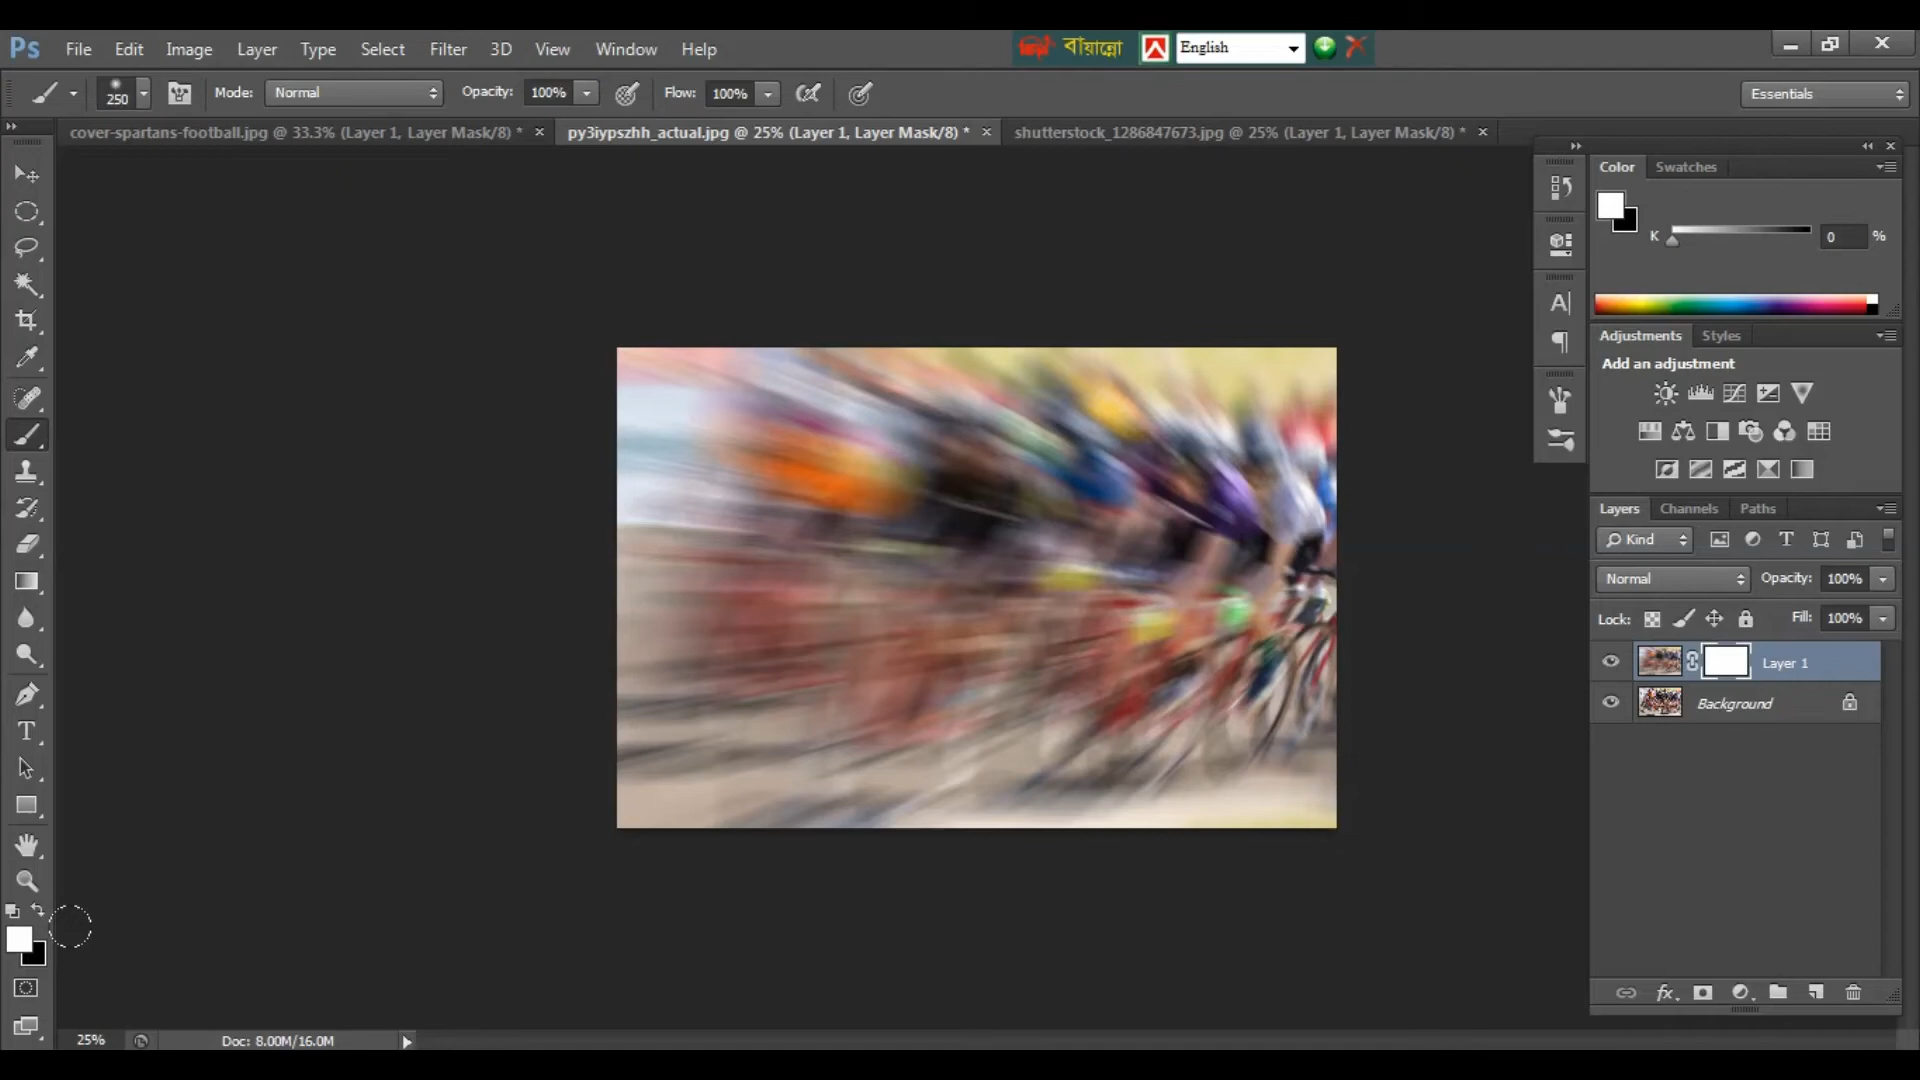 Ps File Edit Image Layer Type Select Filter 3D View Window Help
বায়ান্নো English
250 Mode: Normal Opacity: 100% Flow: 100% Essentials
cover-spartans-football.jpg @ 33.3% (Layer 1, Layer Mask/8) * py3iypszhh_actual.jpg @ 25% (Layer 1, Layer Mask/8) * shutterstock_1286847673.jpg @ 25% (Layer 1, Layer Mask/8) *
Color Swatches
K 0 %
Adjustments Styles
Add an adjustment
Layers Channels Paths
Kind
Normal Opacity: 100%
Lock: Fill: 100%
Layer 1
Background
fx
25% Doc: 8.00M/16.0M